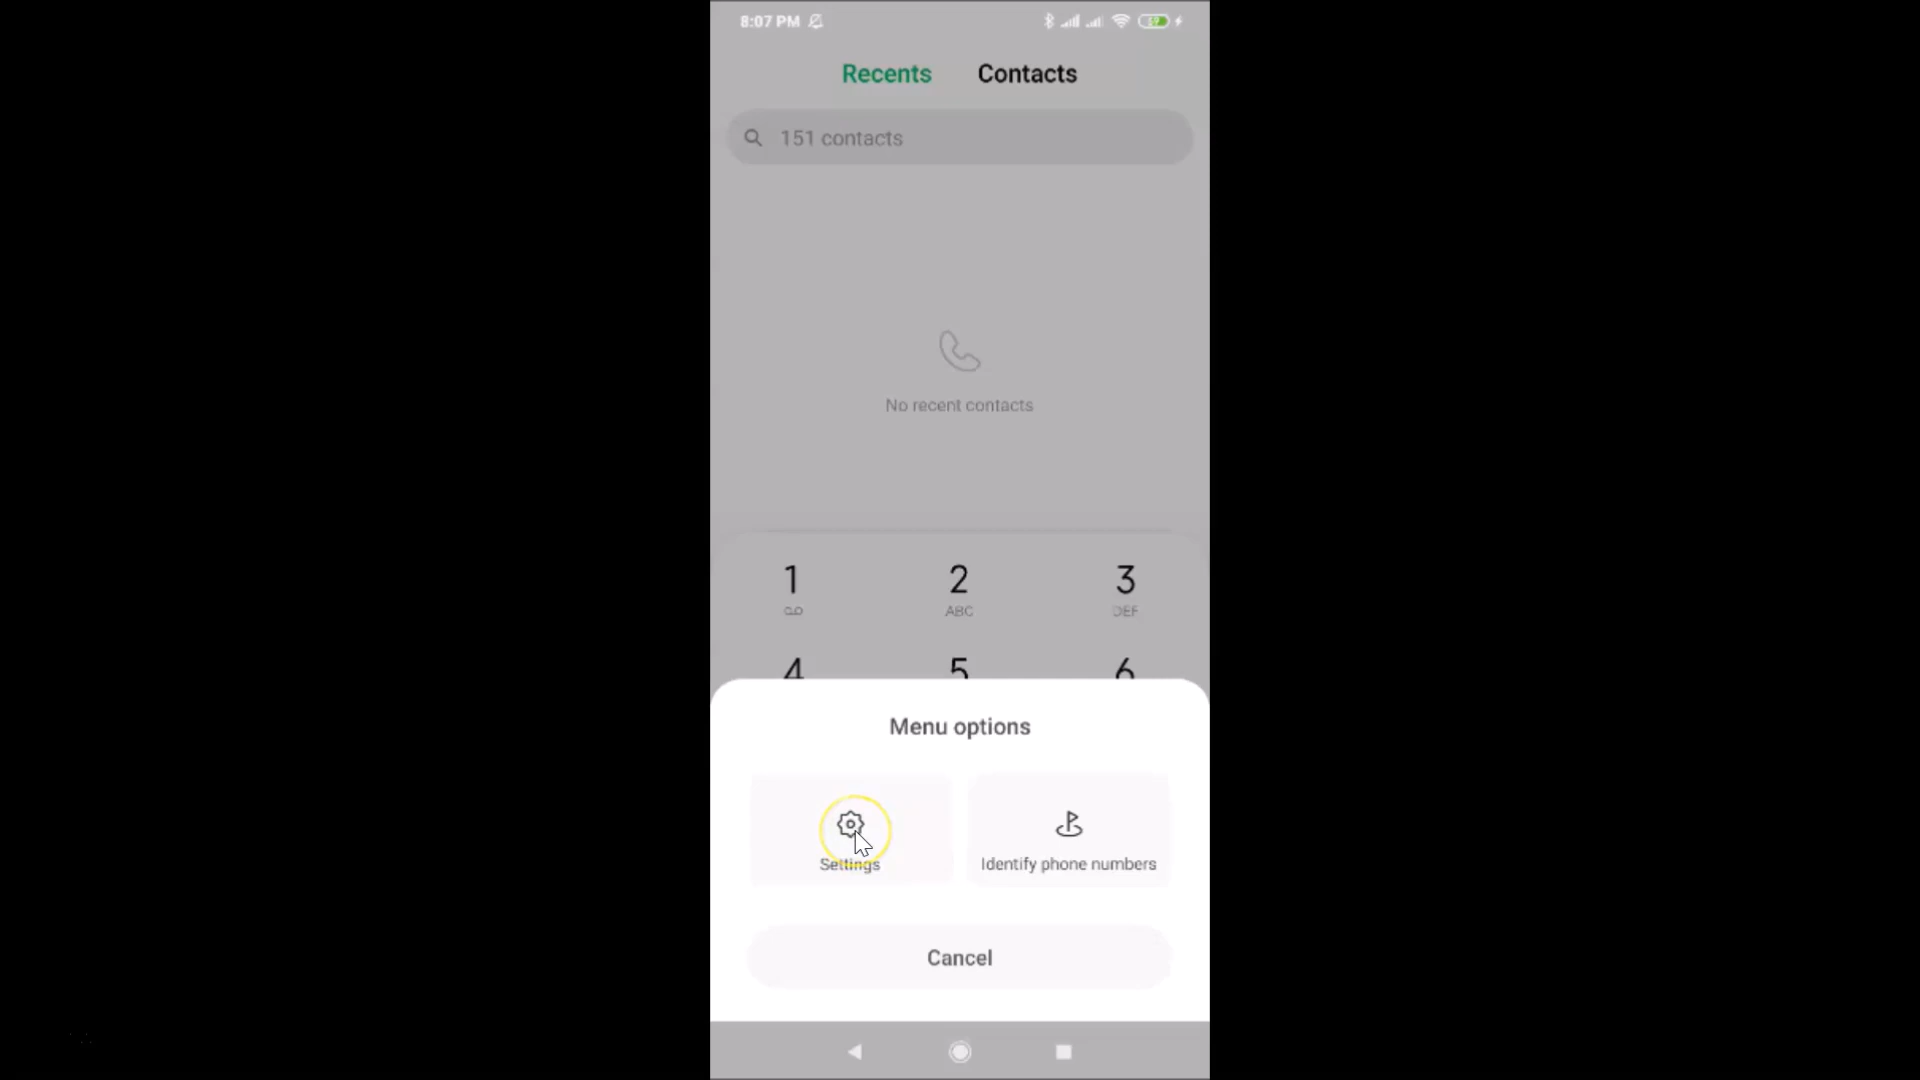 8:07 PM
Recents Contacts
151 contacts
No recent contacts
1 2 3
ABC DEF
4 5 6
Menu options
Settings Identify phone numbers
Cancel